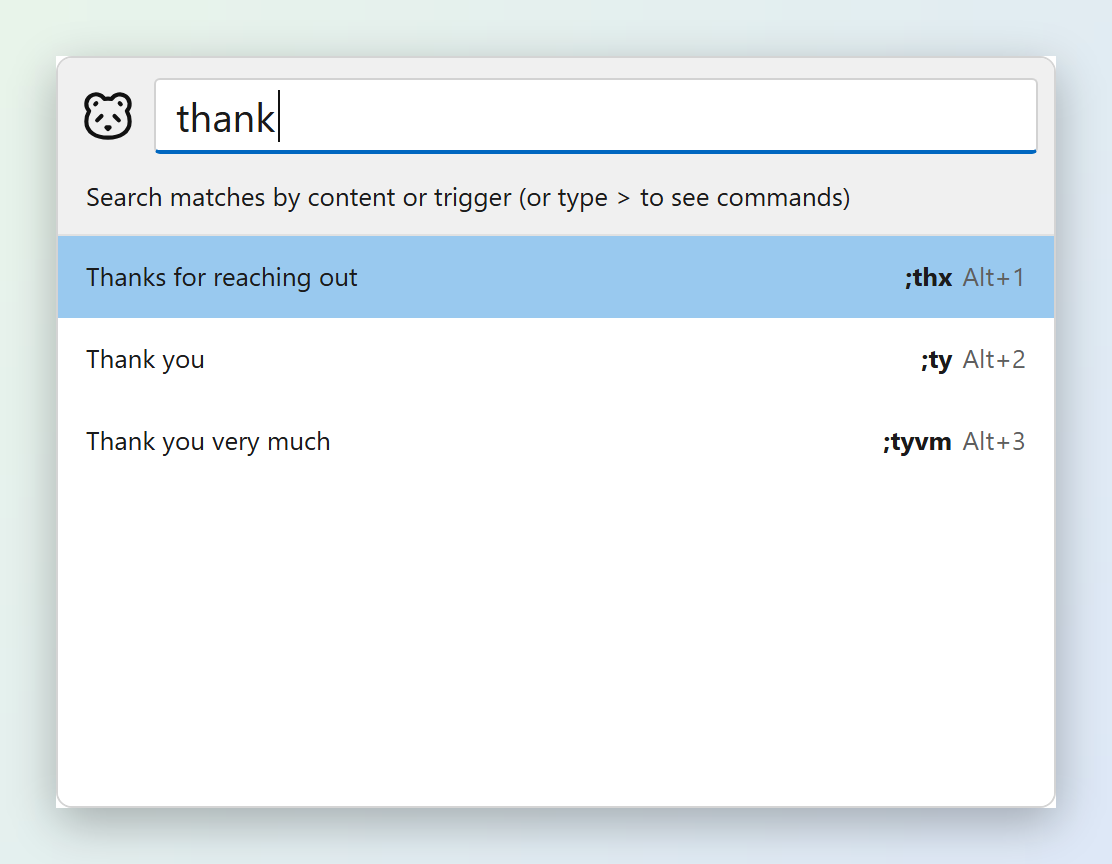 thank
Search matches by content or trigger (or type > to see commands)
Thanks for reaching out ;thx Alt+1
Thank you ;ty Alt+2
Thank you very much ;tyvm Alt+3